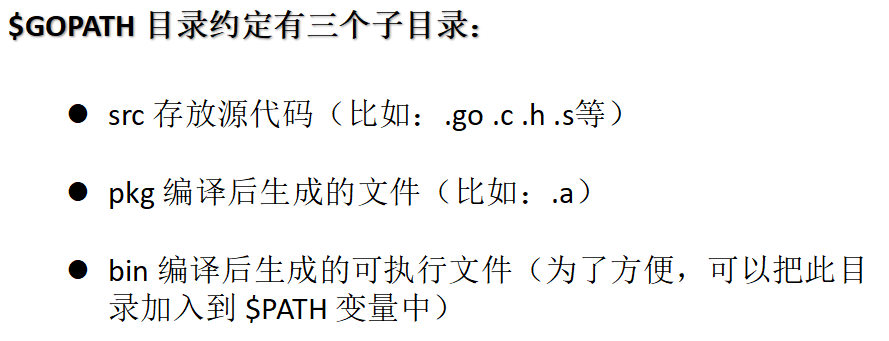 $GOPATH 目录约定有三个子目录：
● src 存放源代码（比如：.go .c .h .s等）
● pkg 编译后生成的文件（比如：.a）
● bin 编译后生成的可执行文件（为了方便，可以把此目
录加入到 $PATH 变量中）